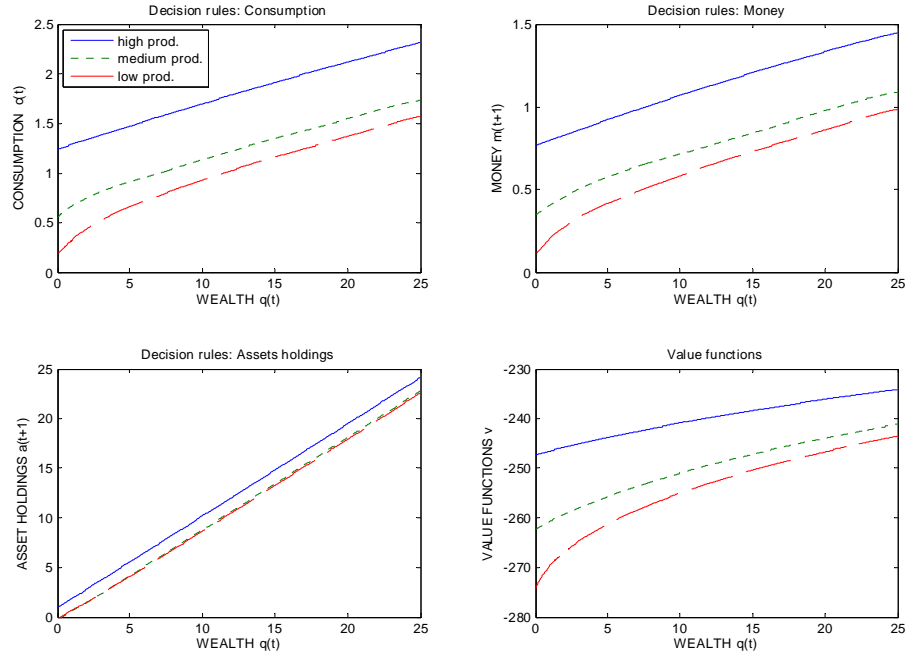 Decision rules: Consumption
2.5
2
1.5
1
0.5
0
CONSUMPTION c(t)
high prod.
medium prod.
low prod.
0 5 10 15 20 25
WEALTH q(t)
Decision rules: Money
1.5
1
0.5
0
MONEY m(t+1)
0 5 10 15 20 25
WEALTH q(t)
Decision rules: Assets holdings
25
20
15
10
5
0
ASSET HOLDINGS a(t+1)
0 5 10 15 20 25
WEALTH q(t)
Value functions
-230
-240
-250
-260
-270
-280
VALUE FUNCTIONS v
0 5 10 15 20 25
WEALTH q(t)